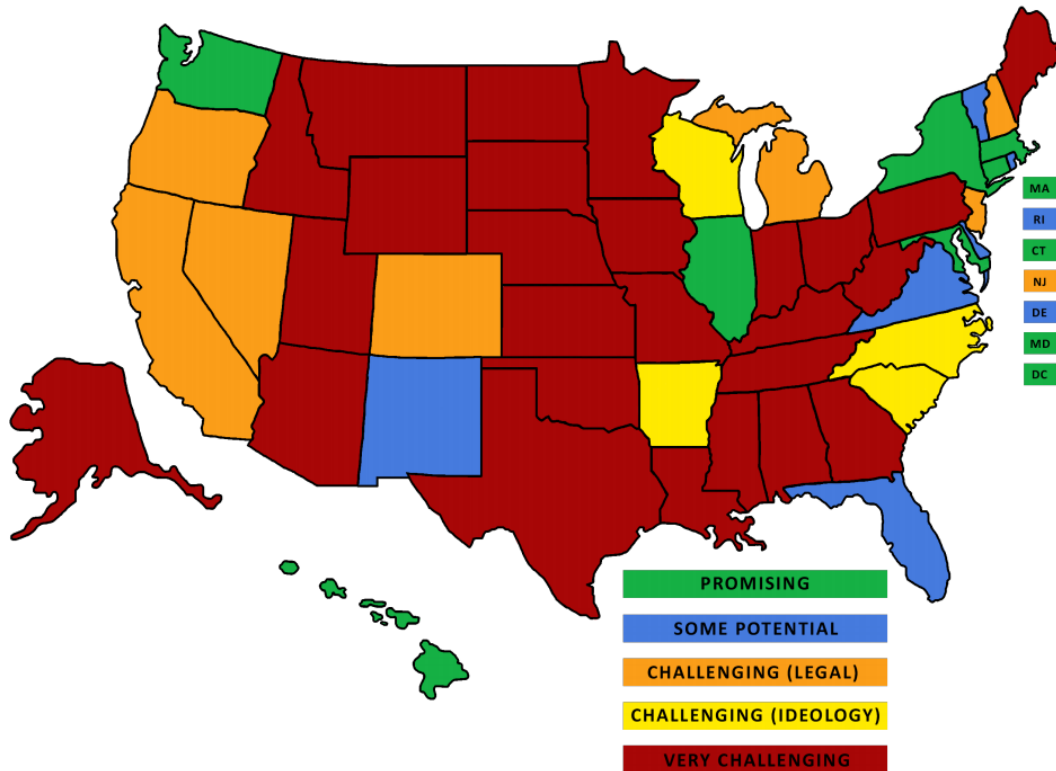 MA
RI
CT
NJ
DE
MD
DC
PROMISING
SOME POTENTIAL
CHALLENGING (LEGAL)
CHALLENGING (IDEOLOGY)
VERY CHALLENGING